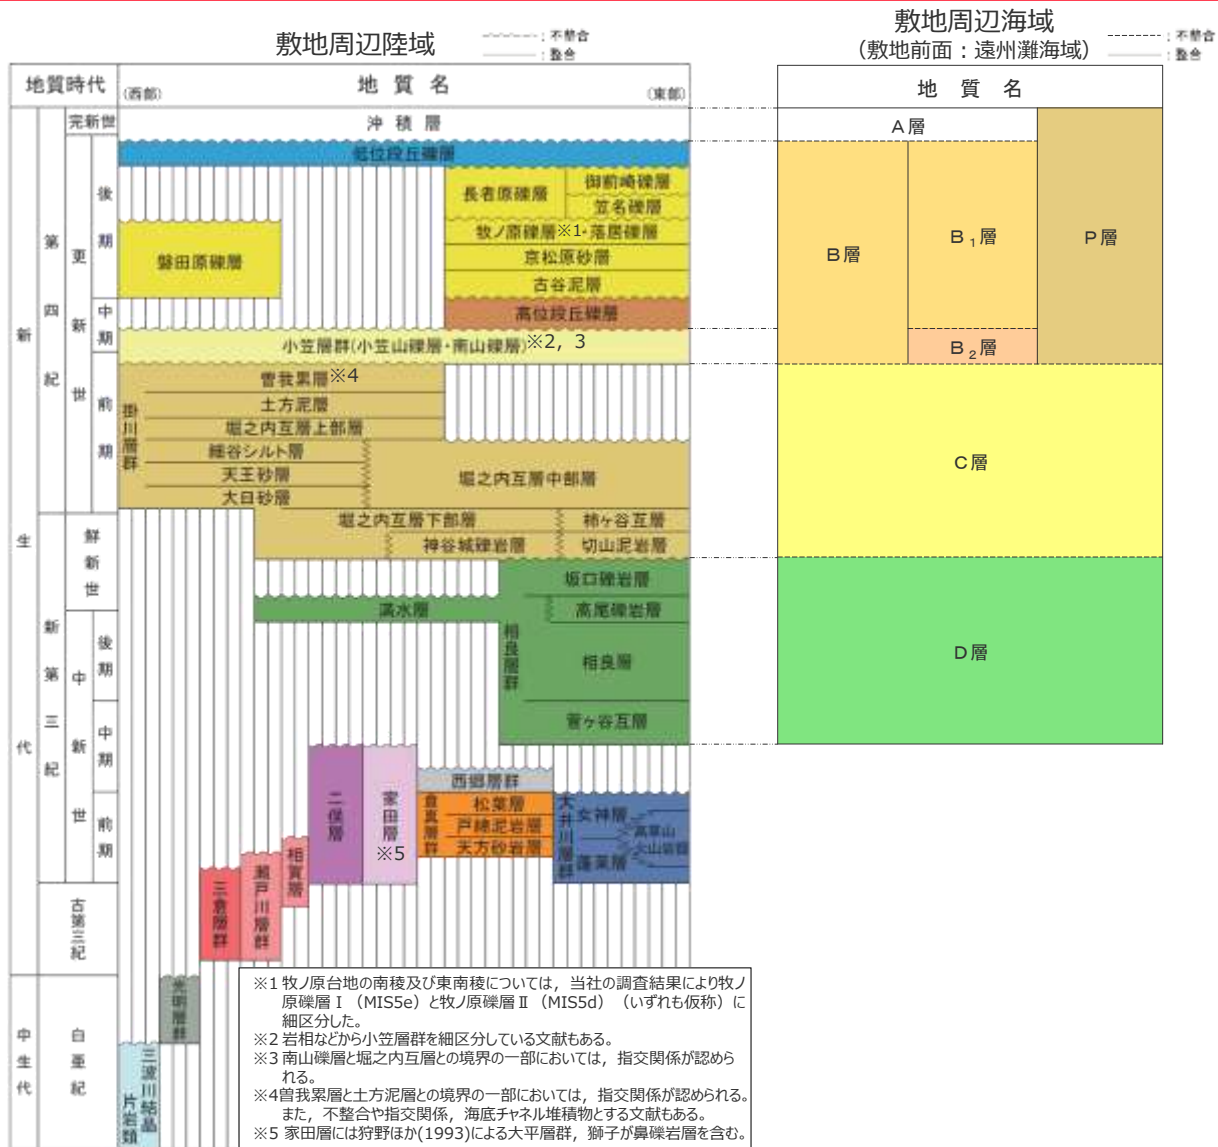 敷地周辺陸域
：不整合
：整合
敷地周辺海域
（敷地前面：遠州灘海域）
：不整合
：整合
地質時代
（西部）
地質名
（東部）
地質名
新生代
第四紀
完新世
更新世
後期
中期
前期
新第三紀
鮮新世
中新世
後期
中期
前期
古第三紀
中生代
白亜紀
沖積層
低位段丘礫層
長者原礫層
御前崎礫層
笠名礫層
牧ノ原礫層※1・落居礫層
京松原砂層
古谷泥層
磐田原礫層
高位段丘礫層
小笠層群(小笠山礫層・南山礫層)※2，3
掛川層群
曽我累層※4
土方泥層
堀之内互層上部層
細谷シルト層
天王砂層
大日砂層
堀之内互層中部層
堀之内互層下部層
柿ヶ谷互層
神谷城礫岩層
切山泥岩層
相良層群
坂口礫岩層
満水層
高尾礫岩層
相良層
菅ヶ谷互層
二俣層
家田層
※5
西郷層群
倉真層群
松葉層
戸綿泥岩層
天方砂岩層
大井川層群
女神層
高草山
火山岩類
蓬莱層
相賀層
瀬戸川層群
三倉層群
光明層群
三波川結晶
片岩類
A層
B層
B₁層
B₂層
P層
C層
D層
※1 牧ノ原台地の南稜及び東南稜については，当社の調査結果により牧ノ
原礫層Ⅰ（MIS5e）と牧ノ原礫層Ⅱ（MIS5d）（いずれも仮称）に
細区分した。
※2 岩相などから小笠層群を細区分している文献もある。
※3 南山礫層と堀之内互層との境界の一部においては，指交関係が認めら
れる。
※4曽我累層と土方泥層との境界の一部においては，指交関係が認められる。
また，不整合や指交関係，海底チャネル堆積物とする文献もある。
※5 家田層には狩野ほか(1993)による大平層群，獅子が鼻礫岩層を含む。